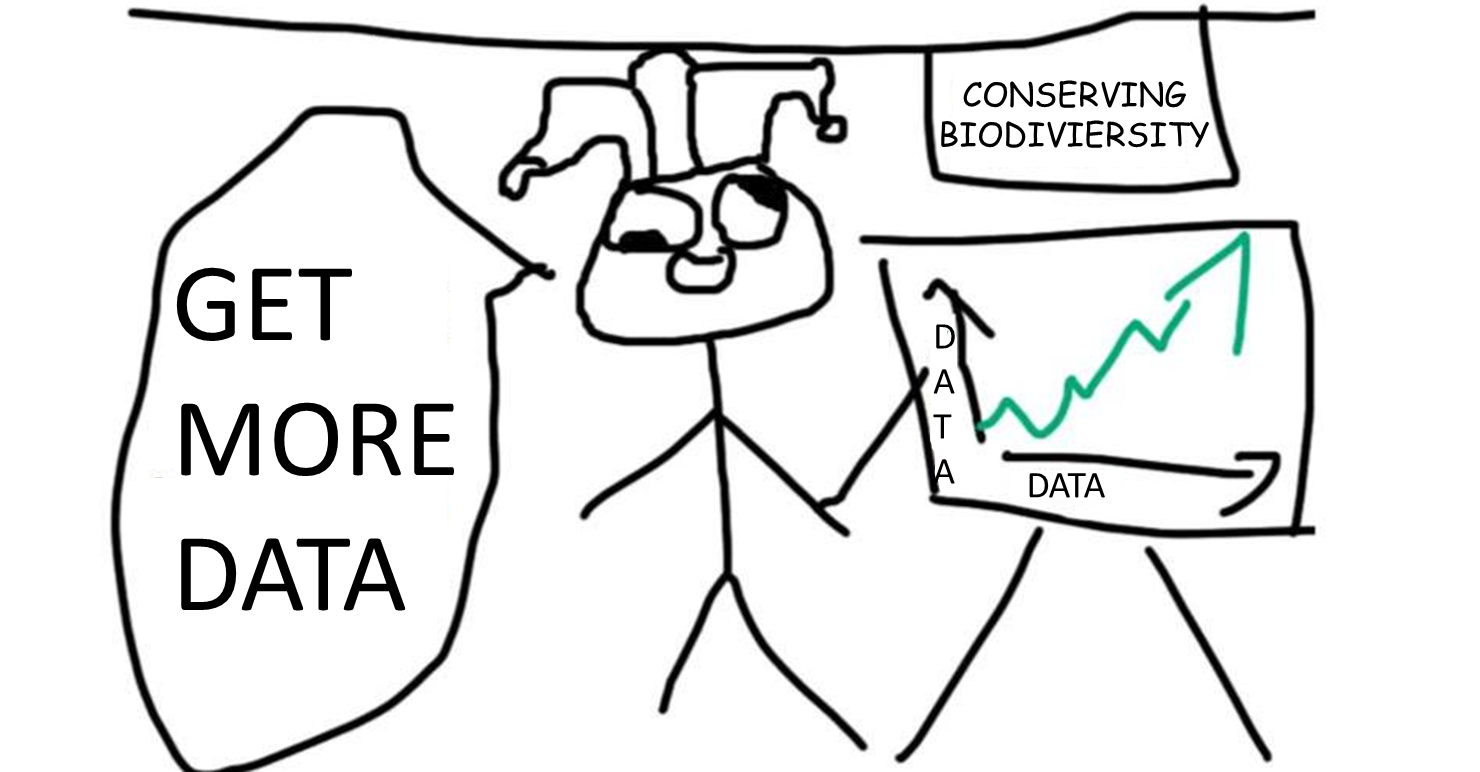 CONSERVING
BIODIVIERSITY
GET
MORE
DATA
D
A
T
A
DATA